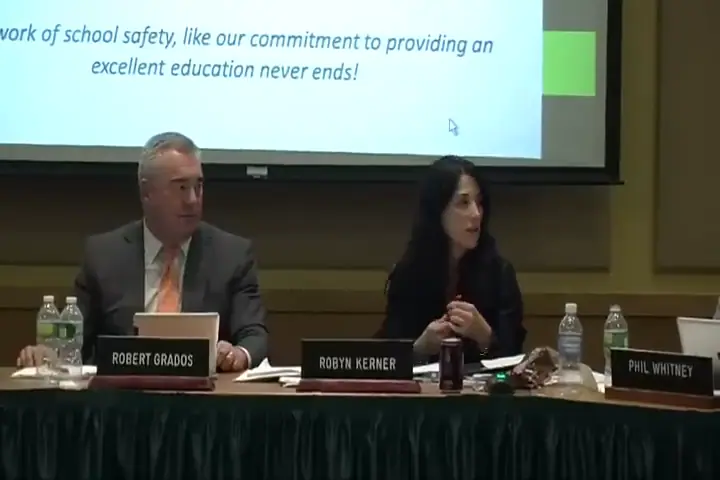 work of school safety, like our commitment to providing an
excellent education never ends!
ROBERT GRADOS
ROBYN KERNER
PHIL WHITNEY